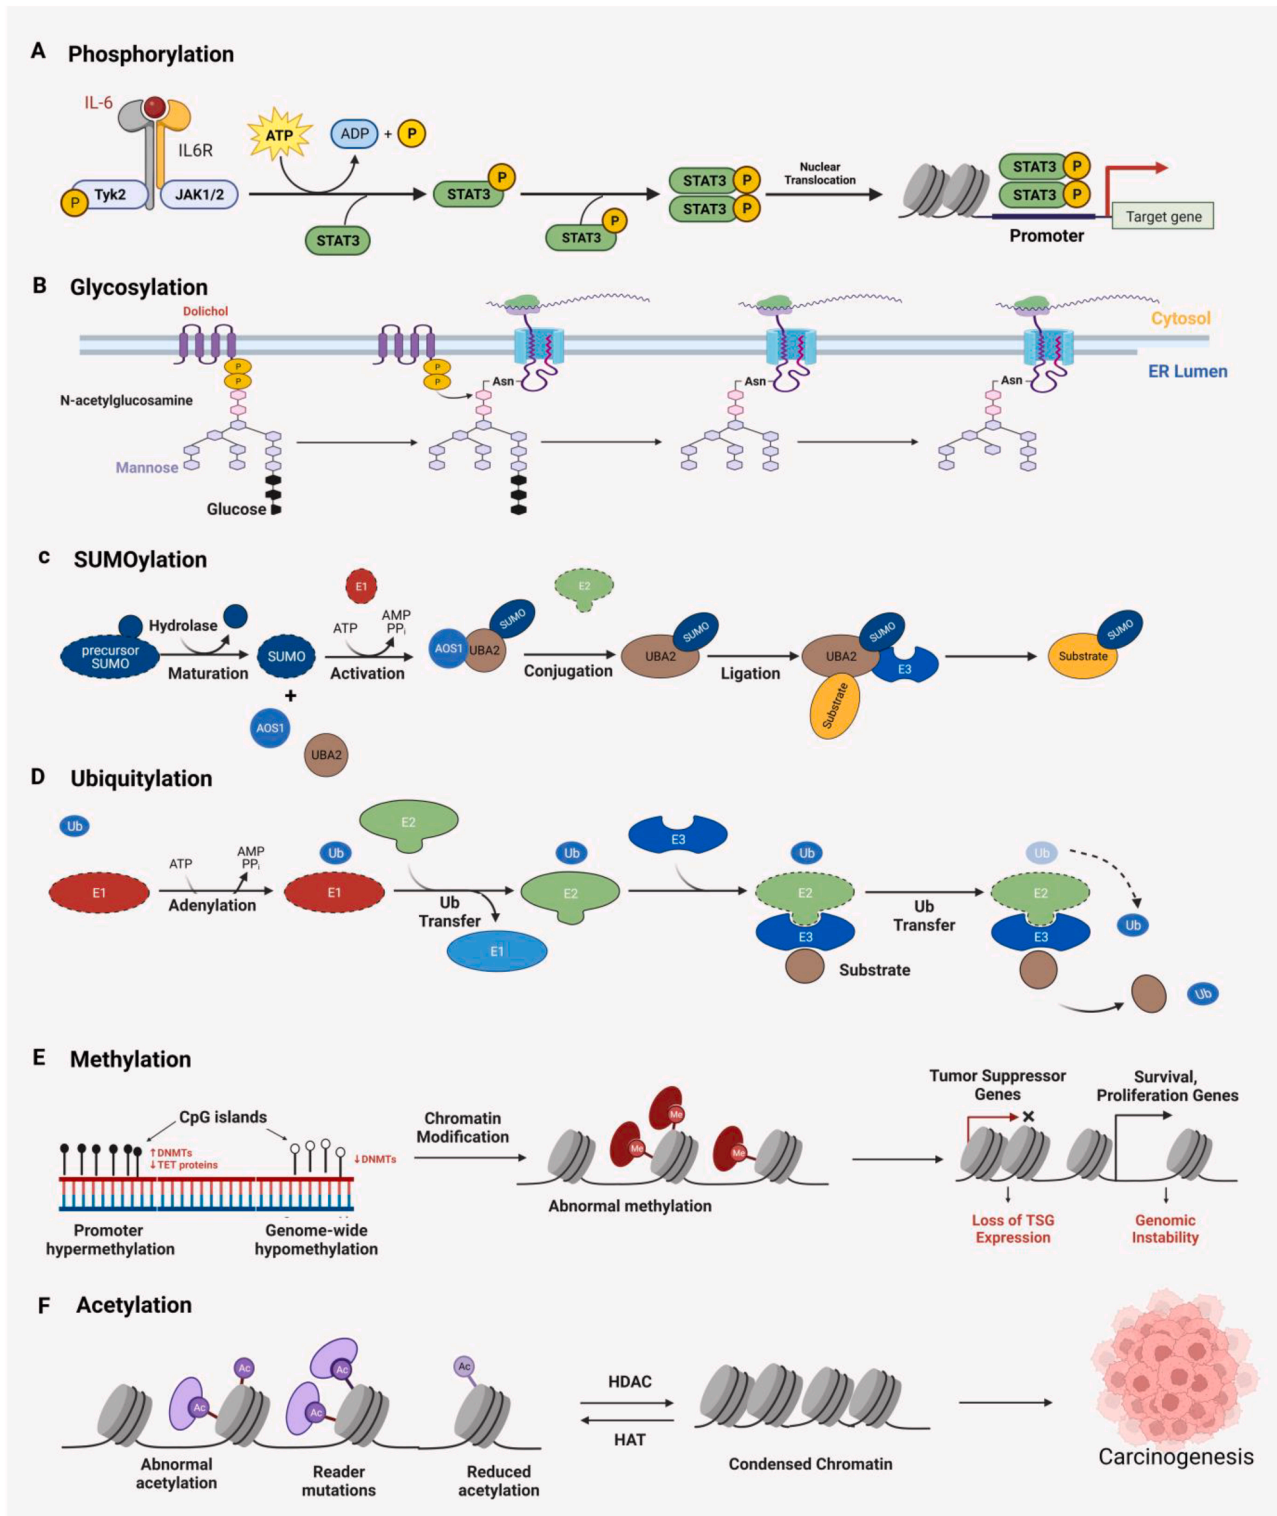 A Phosphorylation
IL-6
IL6R
Tyk2
P
JAK1/2
ATP
ADP + P
STAT3
STAT3 P
STAT3 P
STAT3 P
STAT3 P
Nuclear
Translocation
STAT3 P
STAT3 P
Promoter
Target gene
B Glycosylation
Dolichol
Cytosol
ER Lumen
P
P
P
P
Asn
Asn
Asn
N-acetylglucosamine
Mannose
Glucose
c SUMOylation
precursor
SUMO
Hydrolase
Maturation
SUMO
+
AOS1
UBA2
E1
ATP
AMP
PPi
Activation
AOS1
UBA2
SUMO
E2
Conjugation
UBA2
SUMO
Ligation
UBA2
SUMO
E3
Substrate
Substrate
SUMO
D Ubiquitylation
Ub
E1
ATP
AMP
PPi
Adenylation
Ub
E1
E2
Ub
Transfer
E1
Ub
E2
E3
Ub
E2
E3
Substrate
Ub
Transfer
Ub
E2
E3
Ub
Ub
E Methylation
CpG islands
↑DNMTs
↓TET proteins
↓DNMTs
Promoter
hypermethylation
Genome-wide
hypomethylation
Chromatin
Modification
Me
Me
Me
Abnormal methylation
Tumor Suppressor
Genes
Survival,
Proliferation Genes
Loss of TSG
Expression
Genomic
Instability
F Acetylation
Ac
Ac
Ac
Ac
Ac
Abnormal
acetylation
Reader
mutations
Reduced
acetylation
HDAC
HAT
Condensed Chromatin
Carcinogenesis